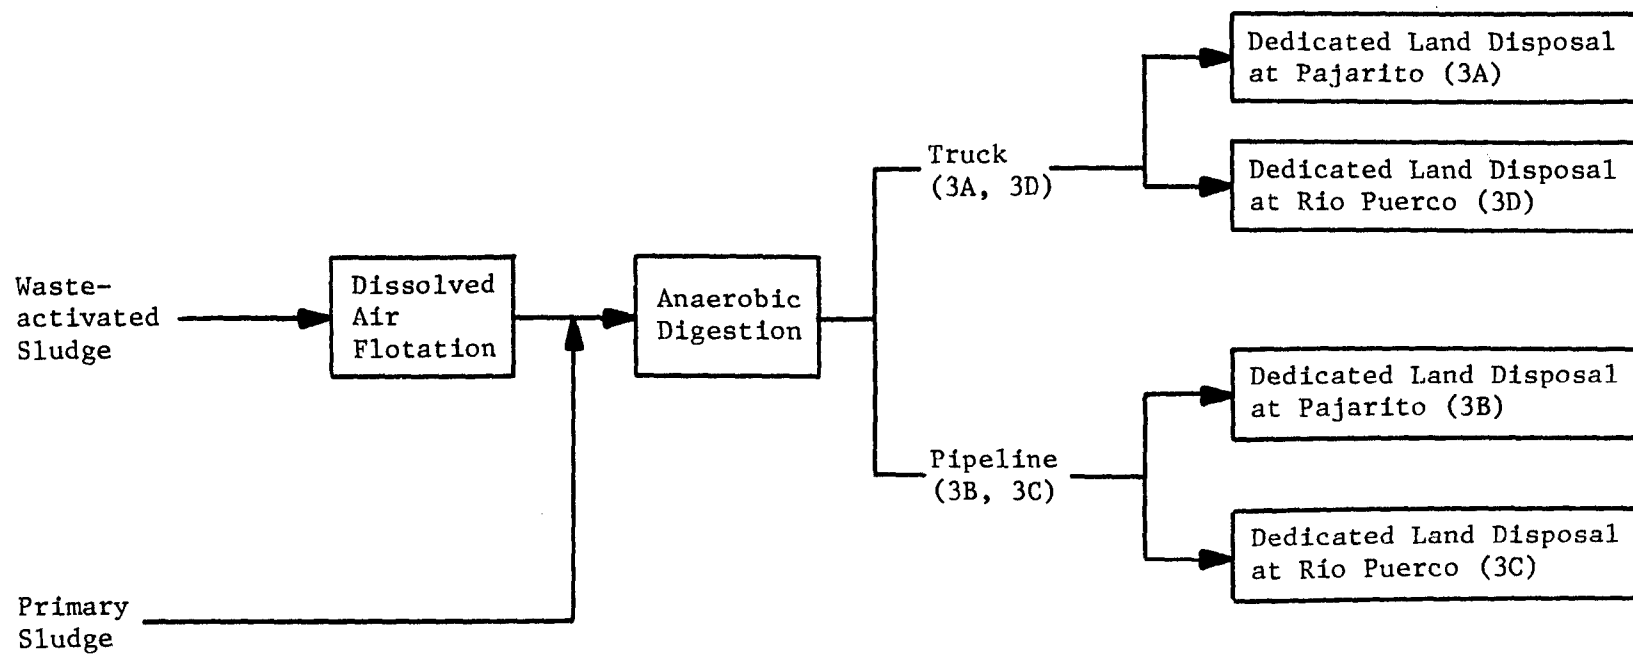 Dedicated Land Disposal
at Pajarito (3A)
Truck
(3A, 3D)
Dedicated Land Disposal
at Rio Puerco (3D)
Waste-
activated
Sludge
Dissolved
Air
Flotation
Anaerobic
Digestion
Dedicated Land Disposal
at Pajarito (3B)
Pipeline
(3B, 3C)
Dedicated Land Disposal
at Rio Puerco (3C)
Primary
Sludge